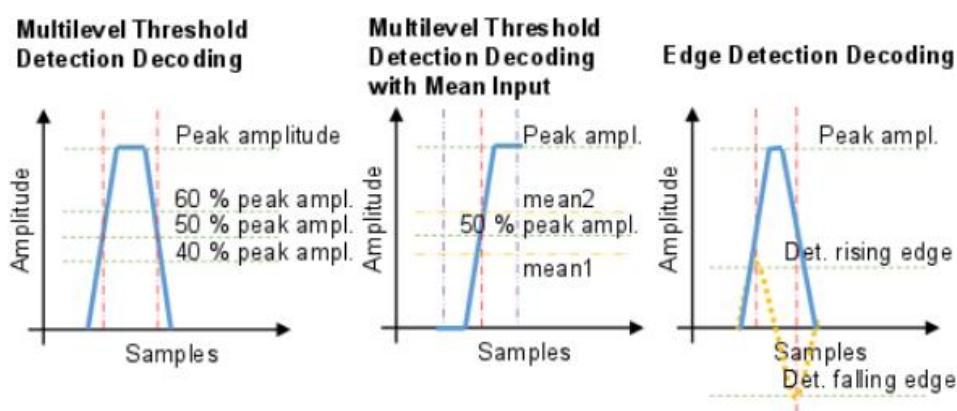 Multilevel Threshold
Detection Decoding
Amplitude
Peak amplitude
60 % peak ampl.
50 % peak ampl.
40 % peak ampl.
Samples
Multilevel Threshold
Detection Decoding
with Mean Input
Amplitude
Peak ampl.
mean2
50 % peak ampl.
mean1
Samples
Edge Detection Decoding
Amplitude
Peak ampl.
Det. rising edge
Samples
Det. falling edge